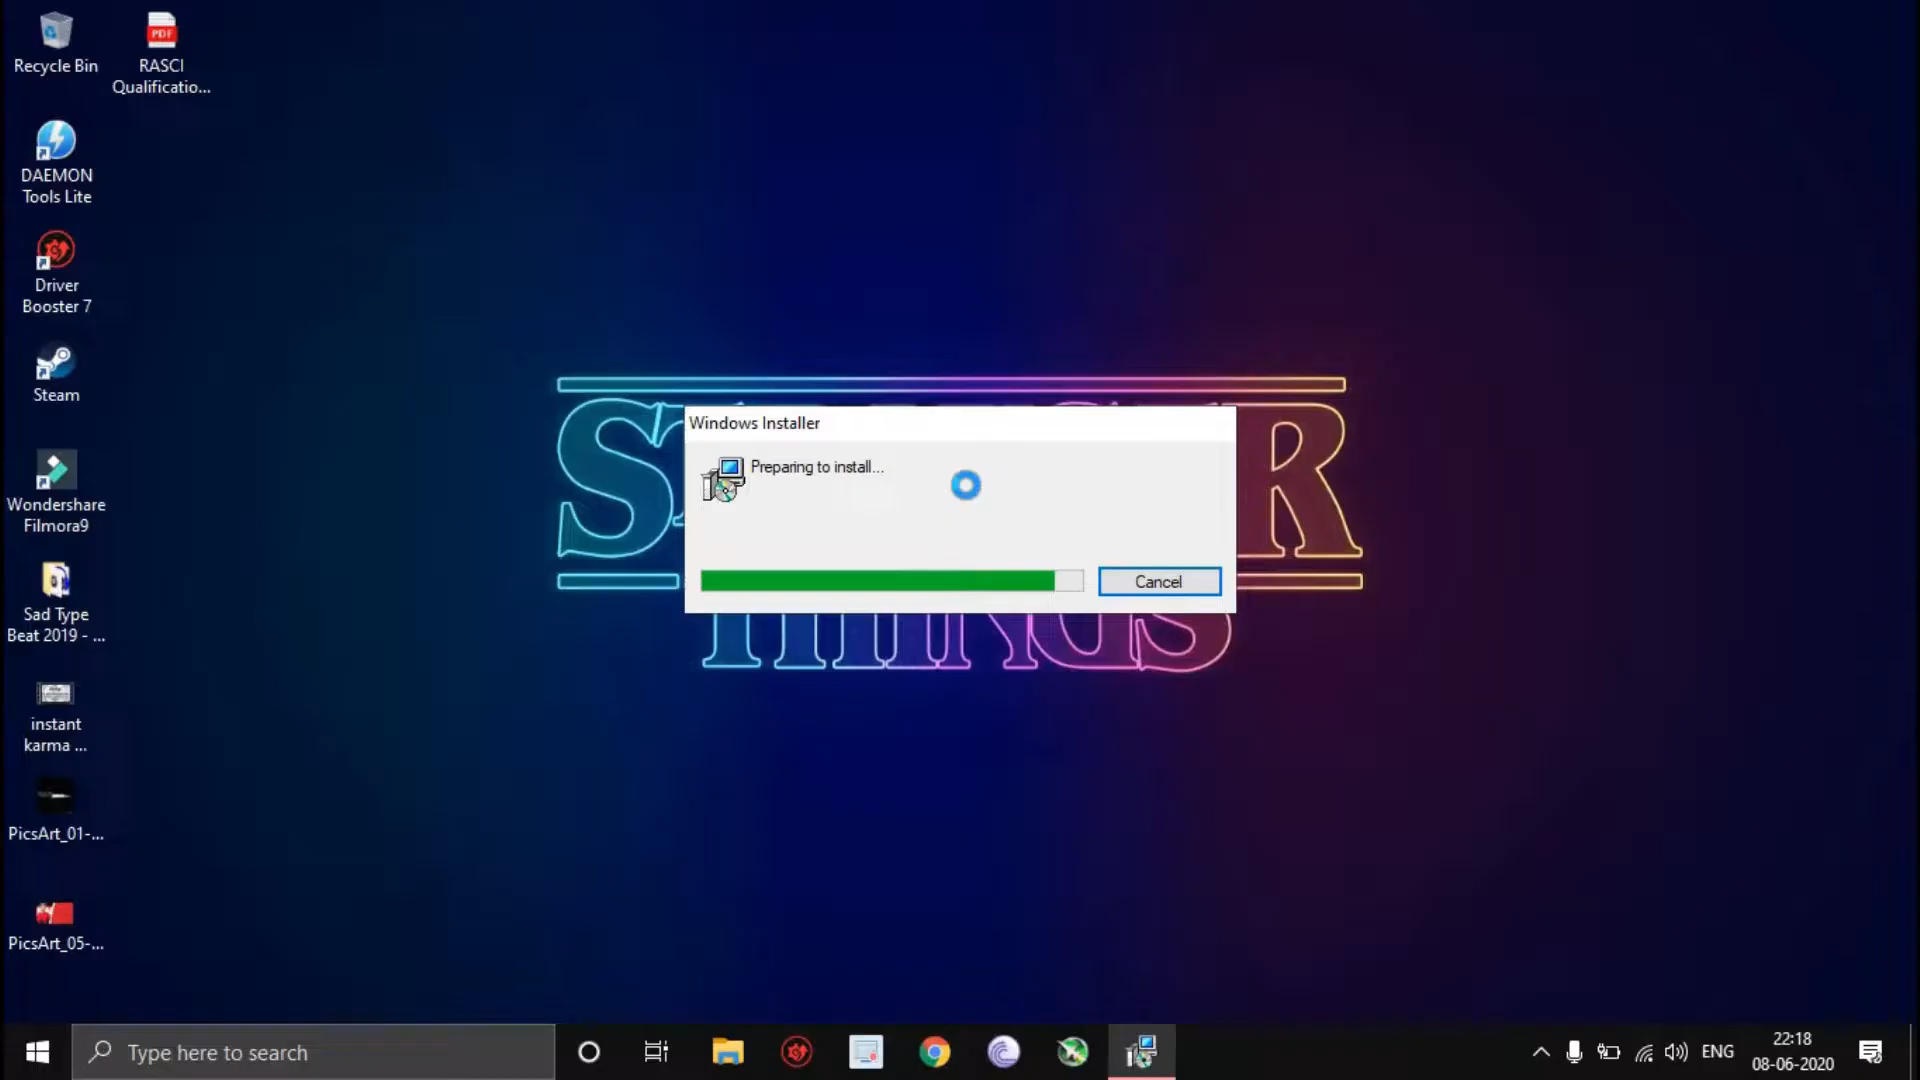 Recycle Bin
RASCI
Qualificatio...
DAEMON
Tools Lite
Driver
Booster 7
Steam
Wondershare
Filmora9
Sad Type
Beat 2019 - ...
instant
karma ...
PicsArt_01-...
PicsArt_05-...
Windows Installer
Preparing to install...
Cancel
Type here to search
ENG
22:18
08-06-2020